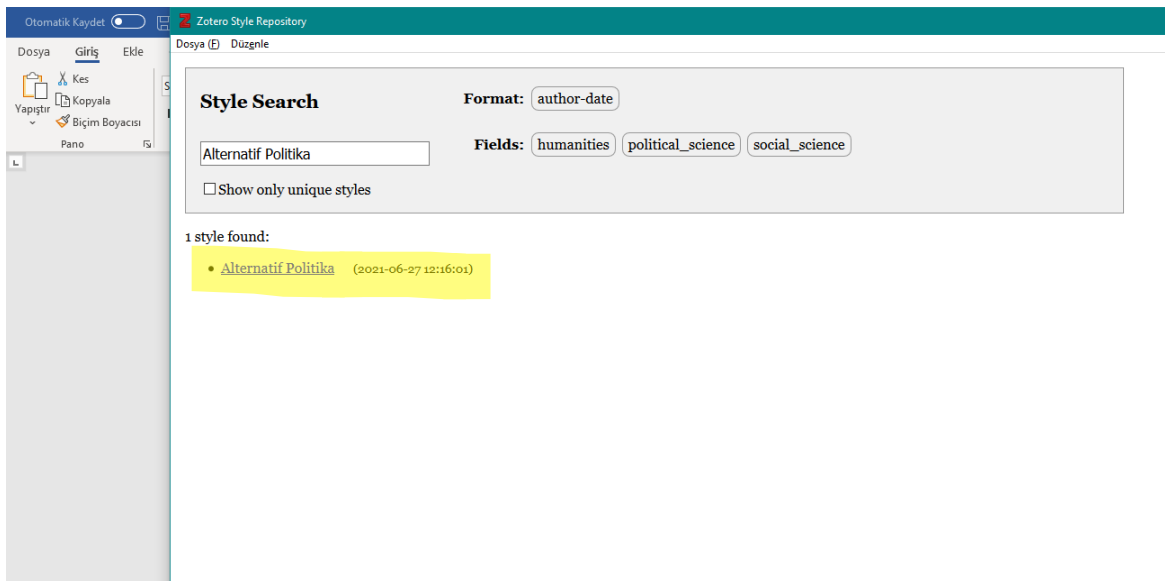 Otomatik Kaydet
Dosya Giriş Ekle
Kes
Kopyala
Yapıştır
Biçim Boyacısı
Pano
Z Zotero Style Repository
Dosya (F) Düzenle
Style Search
Format: author-date
Alternatif Politika
Fields: humanities political_science social_science
Show only unique styles
1 style found:
• Alternatif Politika (2021-06-27 12:16:01)